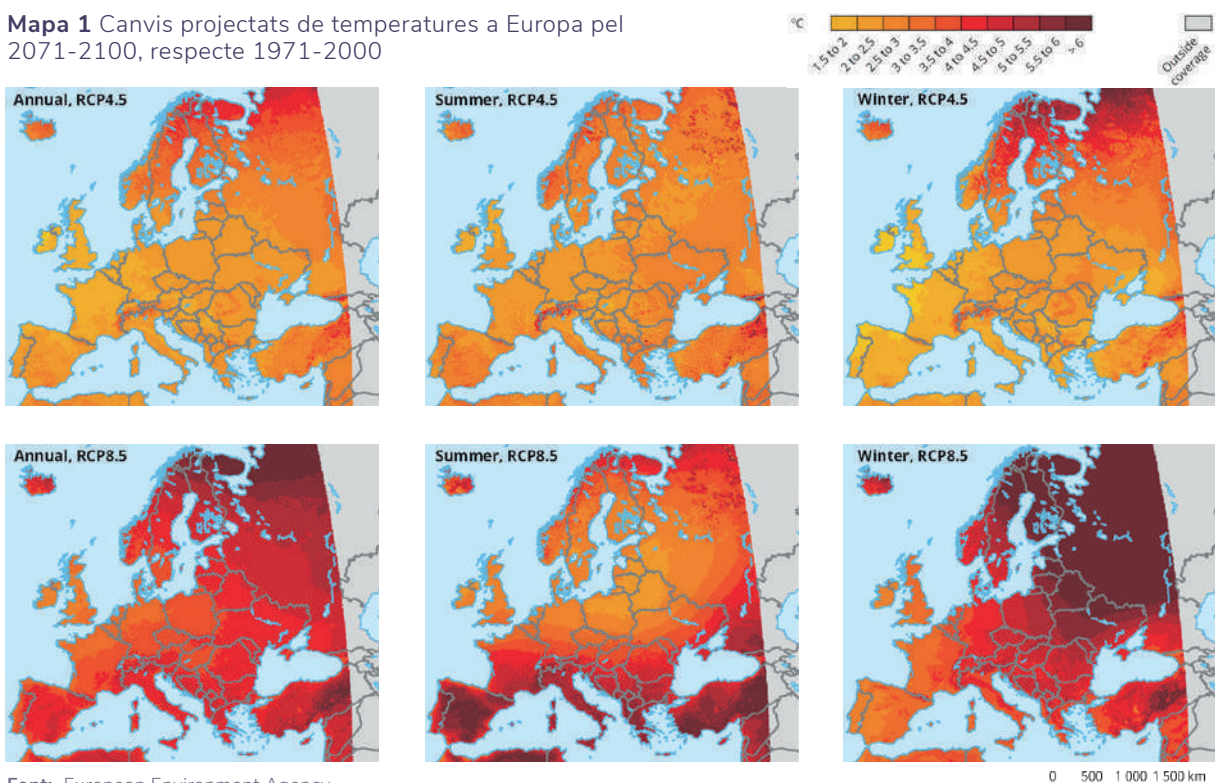 Mapa 1 Canvis projectats de temperatures a Europa pel
2071-2100, respecte 1971-2000
°C
1.5 to 2
2 to 2.5
2.5 to 3
3 to 3.5
3.5 to 4
4 to 4.5
4.5 to 5
5 to 5.5
5.5 to 6
> 6
Outside
coverage
Annual, RCP4.5
Summer, RCP4.5
Winter, RCP4.5
Annual, RCP8.5
Summer, RCP8.5
Winter, RCP8.5
Font: European Environment Agency
0 500 1 000 1 500 km